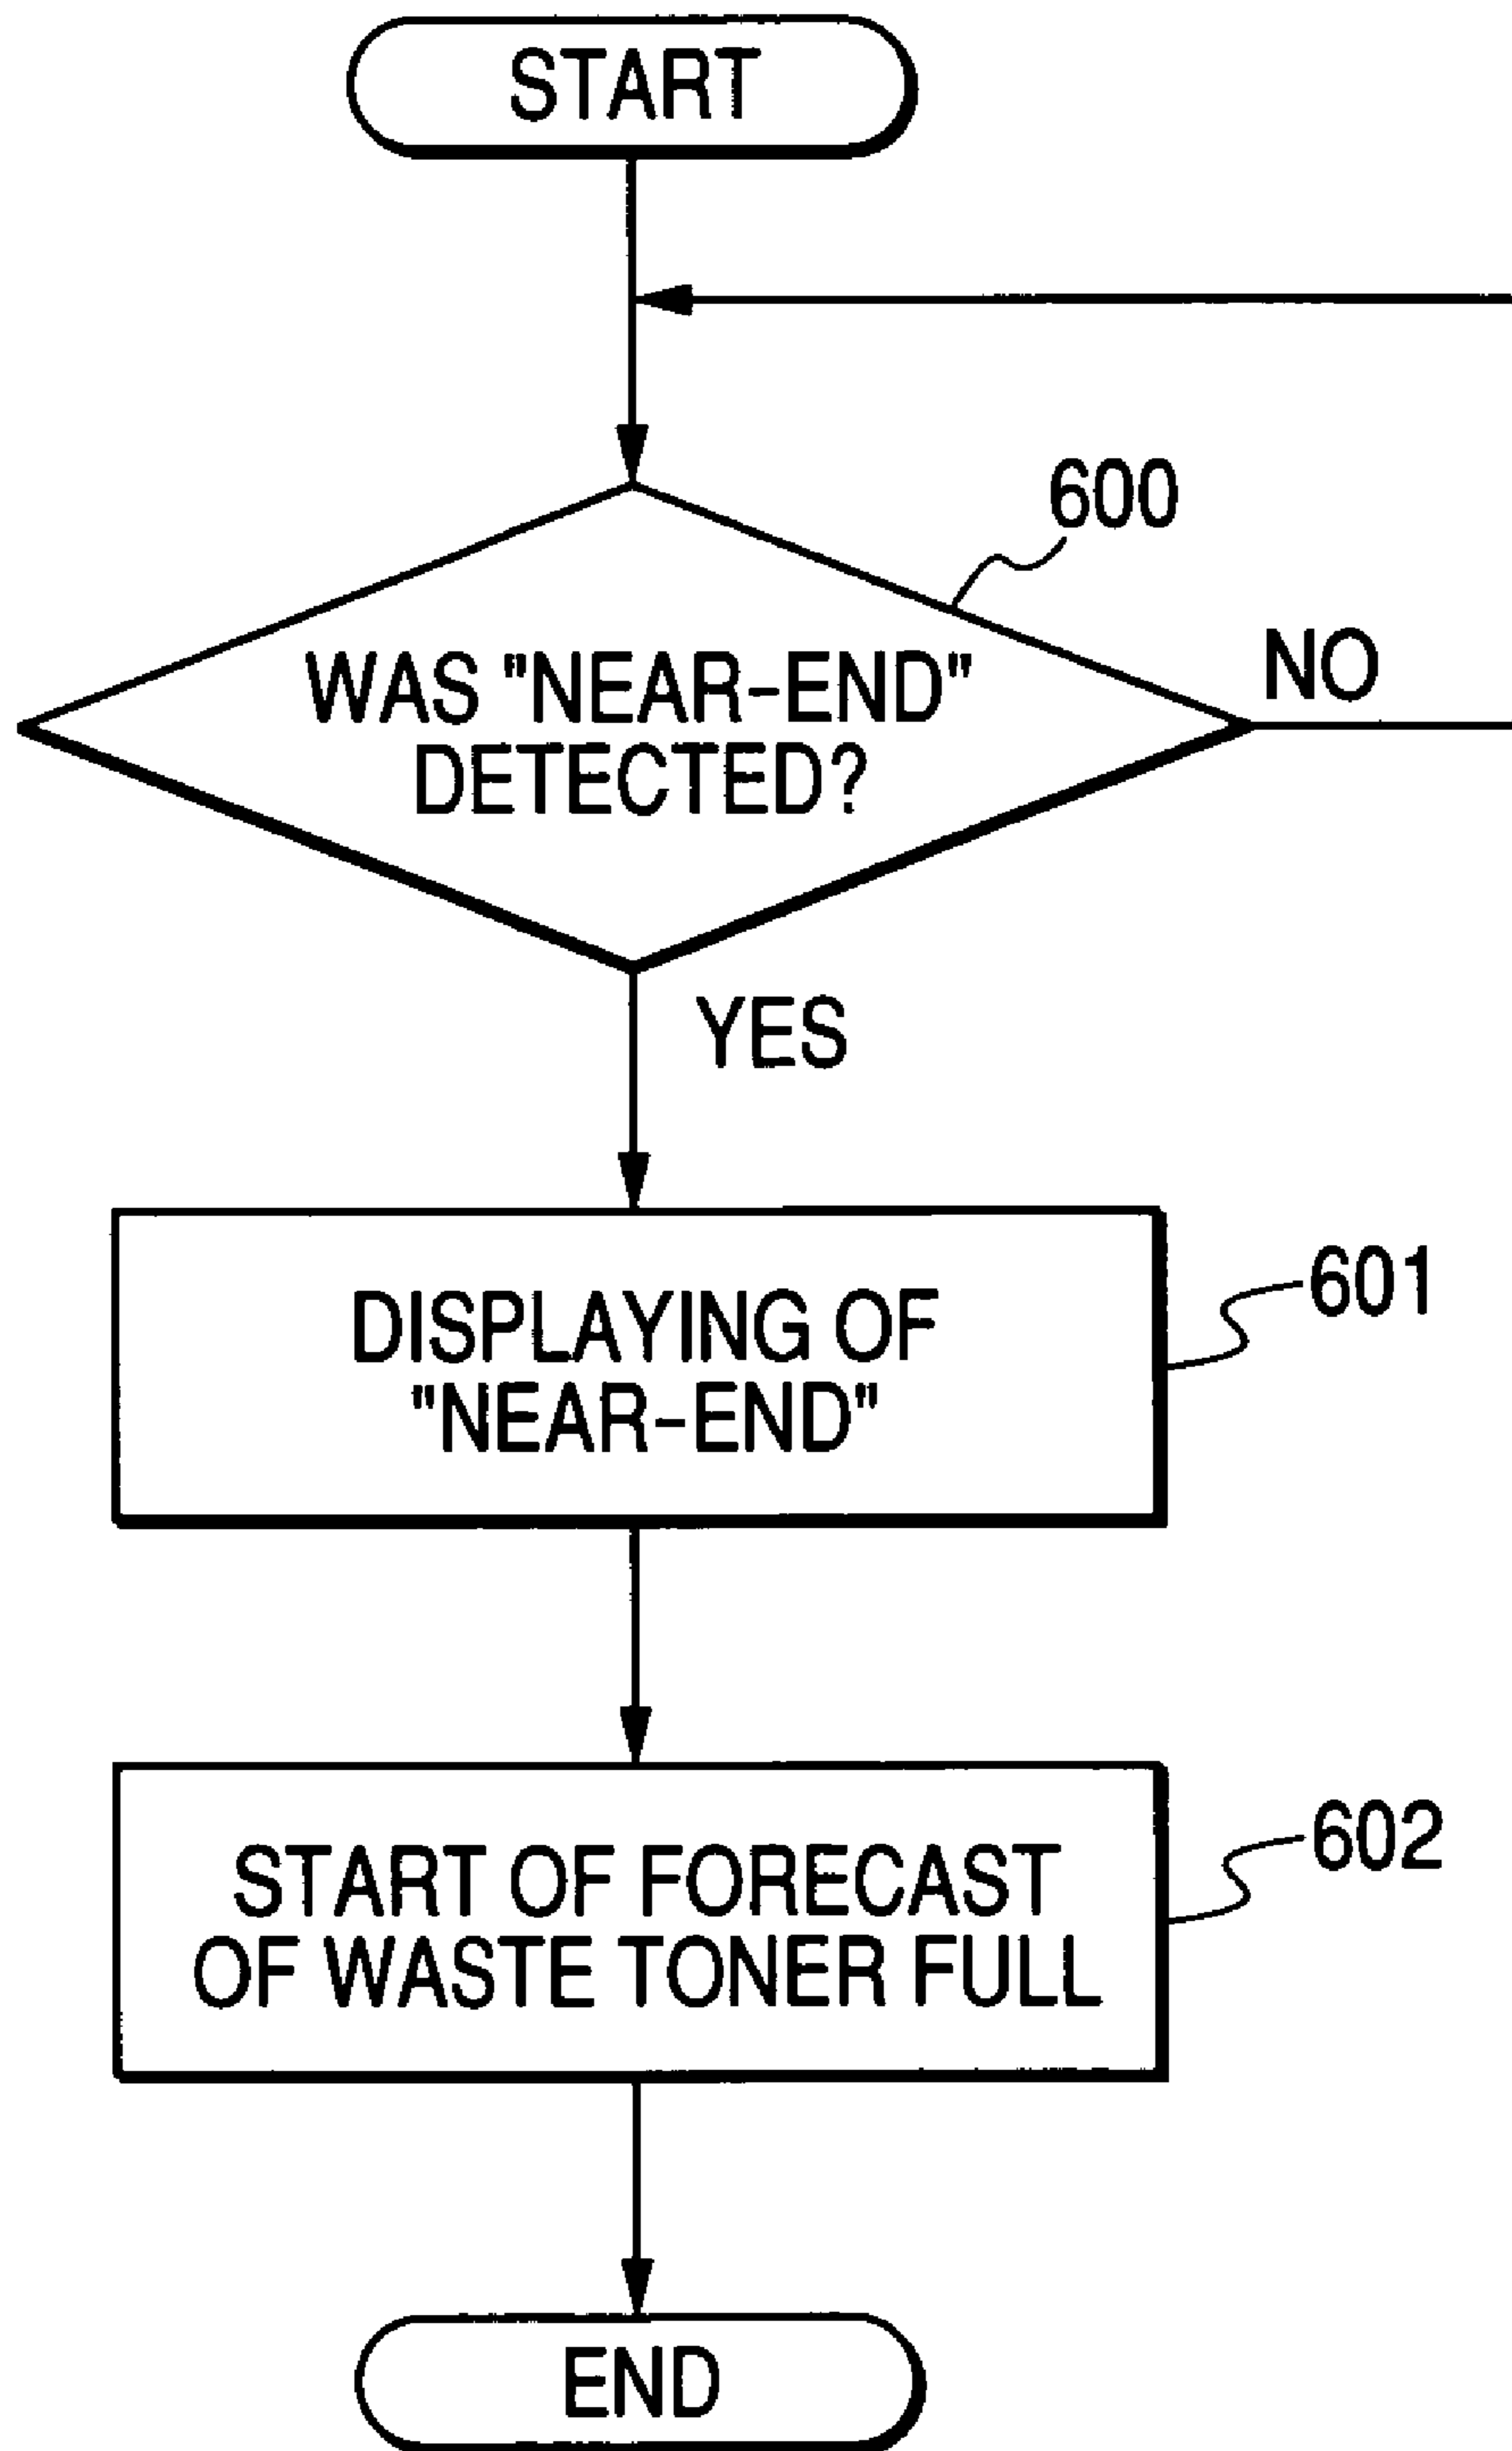 START
600
WAS "NEAR-END"
DETECTED?
NO
YES
DISPLAYING OF
"NEAR-END"
601
START OF FORECAST
OF WASTE TONER FULL
602
END